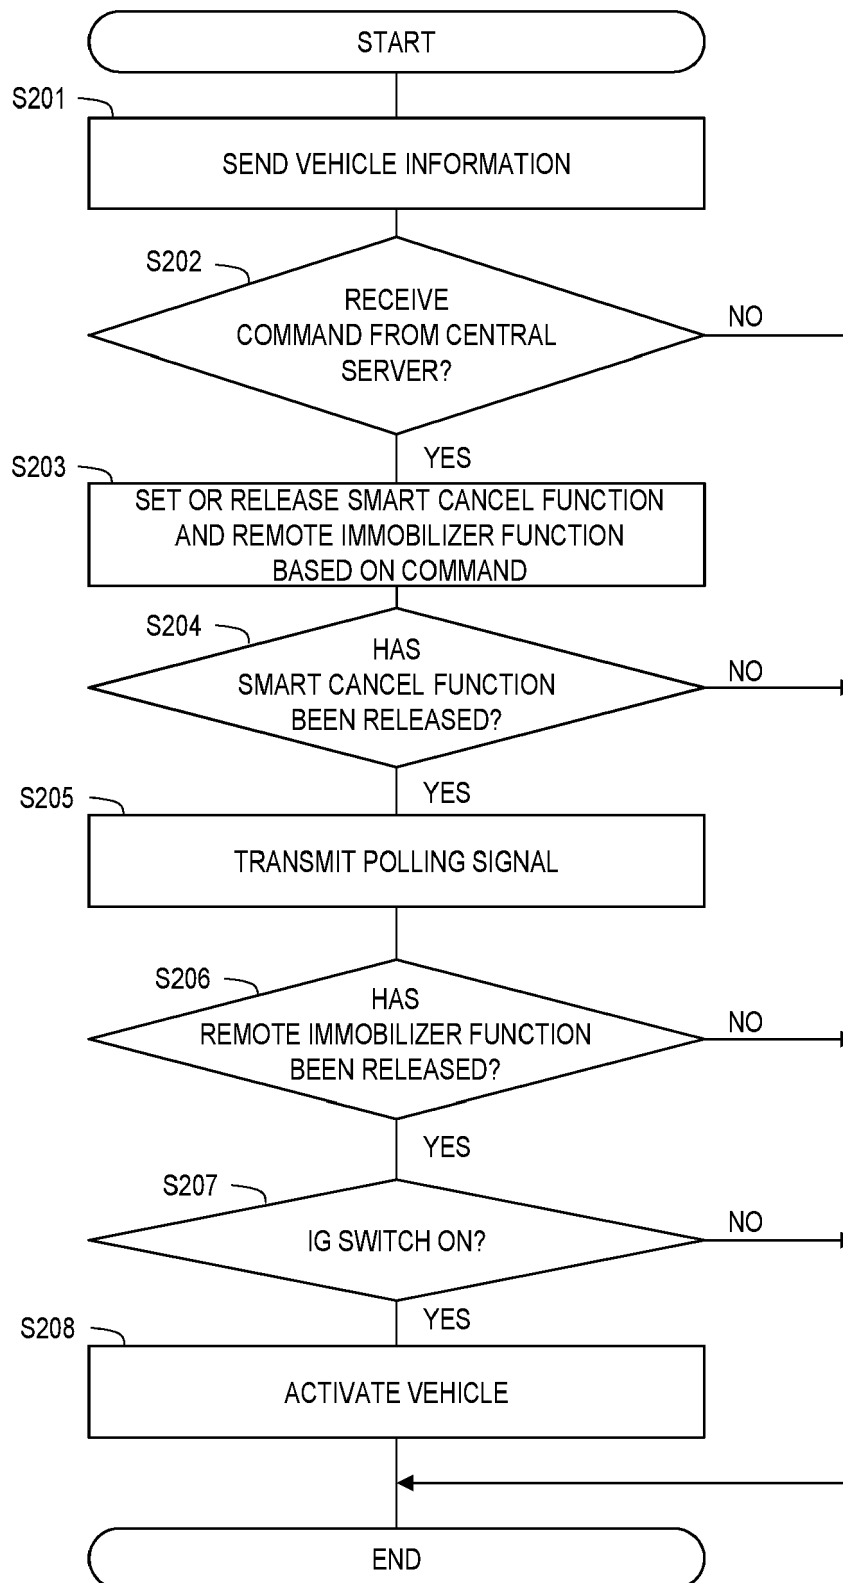 START
S201
SEND VEHICLE INFORMATION
S202
RECEIVE
COMMAND FROM CENTRAL
SERVER?
NO
YES
S203
SET OR RELEASE SMART CANCEL FUNCTION
AND REMOTE IMMOBILIZER FUNCTION
BASED ON COMMAND
S204
HAS
SMART CANCEL FUNCTION
BEEN RELEASED?
NO
YES
S205
TRANSMIT POLLING SIGNAL
S206
HAS
REMOTE IMMOBILIZER FUNCTION
BEEN RELEASED?
NO
YES
S207
IG SWITCH ON?
NO
YES
S208
ACTIVATE VEHICLE
END